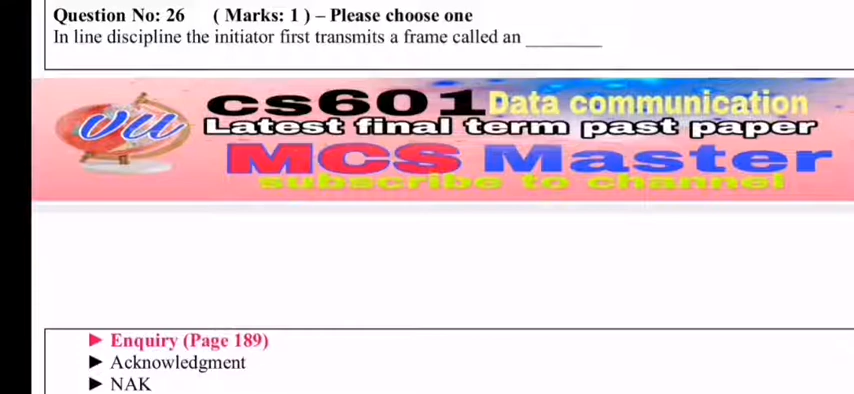 Question No: 26 ( Marks: 1 ) – Please choose one
In line discipline the initiator first transmits a frame called an ________
vu
cs601 Data communication
Latest final term past paper
MCS Master
subscribe to channel
► Enquiry (Page 189)
► Acknowledgment
► NAK